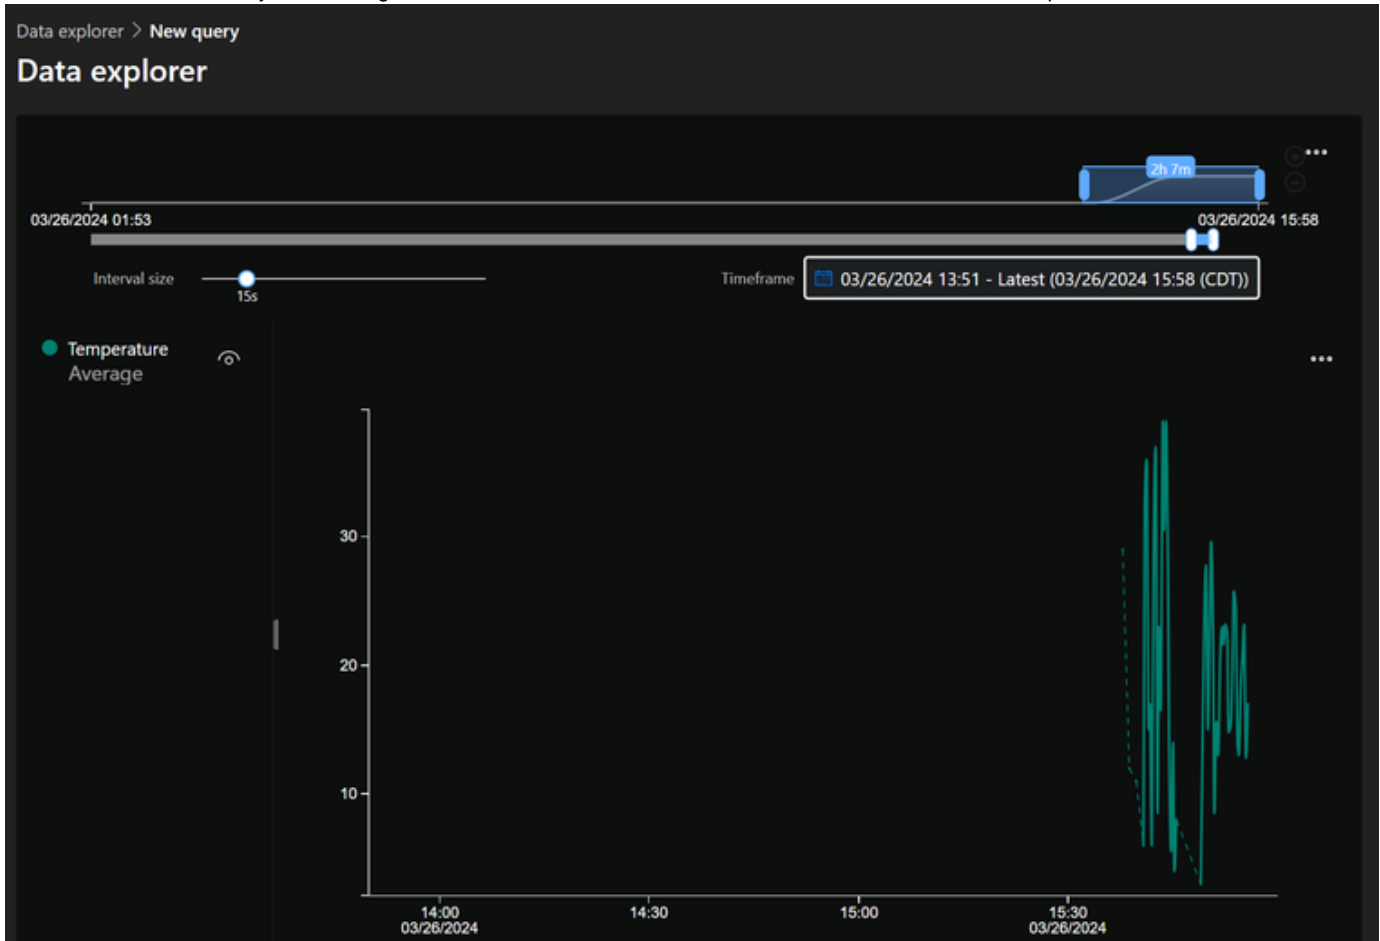 Data explorer > New query
Data explorer
2h 7m
03/26/2024 01:53
03/26/2024 15:58
Interval size
15s
Timeframe
03/26/2024 13:51 - Latest (03/26/2024 15:58 (CDT))
Temperature
Average
30
20
10
14:00
03/26/2024
14:30
15:00
15:30
03/26/2024